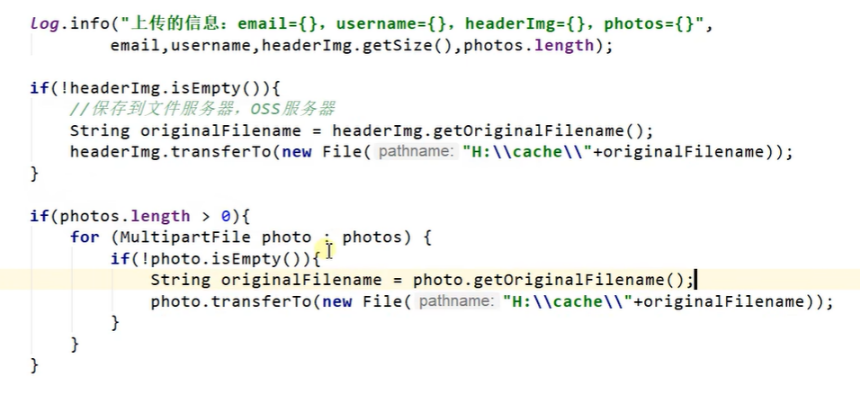 Log.info("上传的信息：email={}，username={}，headerImg={}，photos={}",
email,username,headerImg.getSize(),photos.length);
if(!headerImg.isEmpty()){
//保存到文件服务器，OSS服务器
String originalFilename = headerImg.getOriginalFilename();
headerImg.transferTo(new File( pathname: "H:\\cache\\"+originalFilename));
}
if(photos.length > 0){
for (MultipartFile photo : photos) {
if(!photo.isEmpty()){
String originalFilename = photo.getOriginalFilename();
photo.transferTo(new File( pathname: "H:\\cache\\"+originalFilename));
}
}
}